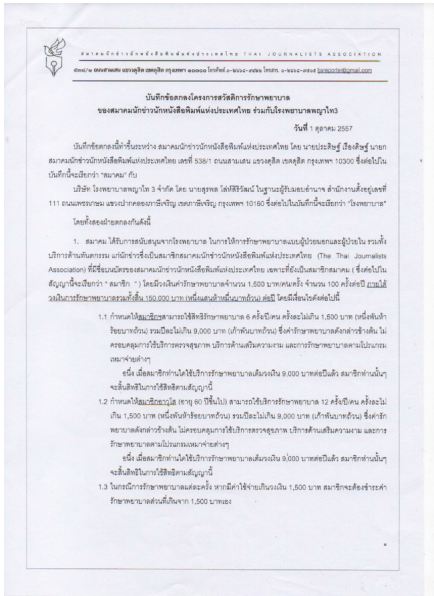 สมาคมนักข่าวนักหนังสือพิมพ์แห่งประเทศไทย THAI JOURNALISTS ASSOCIATION
๕๓๘/๑ ถนนสามเสน แขวงดุสิต เขตดุสิต กรุงเทพฯ ๑๐๓๐๐
บันทึกข้อตกลงโครงการสวัสดิการรักษาพยาบาล
ของสมาคมนักข่าวนักหนังสือพิมพ์แห่งประเทศไทย ร่วมกับโรงพยาบาลพญาไท3
วันที่ 1 ตุลาคม 2557
บันทึกข้อตกลงนี้ทำขึ้นระหว่าง สมาคมนักข่าวนักหนังสือพิมพ์แห่งประเทศไทย โดย นายประดิษฐ์ เรืองดิษฐ์ นายก
สมาคมนักข่าวนักหนังสือพิมพ์แห่งประเทศไทย เลขที่ 538/1 ถนนสามเสน แขวงดุสิต เขตดุสิต กรุงเทพฯ 10300 ซึ่งต่อไปใน
บันทึกนี้จะเรียกว่า "สมาคม" กับ
บริษัท โรงพยาบาลพญาไท 3 จำกัด โดย นายสุรพล โล่ห์สิริวัฒน์ ในฐานะผู้รับมอบอำนาจ สำนักงานตั้งอยู่เลขที่
111 ถนนเพชรเกษม แขวงปากคลองภาษีเจริญ เขตภาษีเจริญ กรุงเทพฯ 10160 ซึ่งต่อไปในบันทึกนี้จะเรียกว่า "โรงพยาบาล"
โดยทั้งสองฝ่ายตกลงกันดังนี้
1. สมาคม ได้รับการสนับสนุนจากโรงพยาบาล ในการให้การรักษาพยาบาลแบบผู้ป่วยนอกและผู้ป่วยใน รวมทั้ง
บริการด้านทันตกรรม แก่นักข่าวซึ่งเป็นสมาชิกสมาคมนักข่าวนักหนังสือพิมพ์แห่งประเทศไทย (The Thai Journalists
Association) ที่มีชื่อบนบัตรของสมาคมนักข่าวนักหนังสือพิมพ์แห่งประเทศไทย เฉพาะที่ยังเป็นสมาชิกสมาคม ( ซึ่งต่อไปใน
สัญญานี้จะเรียกว่า " สมาชิก " ) โดยมีวงเงินค่ารักษาพยาบาลจำนวน 1,500 บาท/คน/ครั้ง จำนวน 100 ครั้งต่อปี ภายใต้
วงเงินการรักษาพยาบาลรวมทั้งสิ้น 150,000 บาท (หนึ่งแสนห้าหมื่นบาทถ้วน) ต่อปี โดยมีเงื่อนไขดังต่อไปนี้
1.1 กำหนดให้สมาชิกฯสามารถใช้สิทธิรักษาพยาบาล 6 ครั้ง/ปี/คน ครั้งละไม่เกิน 1,500 บาท (หนึ่งพันห้า
ร้อยบาทถ้วน) รวมปีละไม่เกิน 9,000 บาท (เก้าพันบาทถ้วน) ซึ่งค่ารักษาพยาบาลดังกล่าวข้างต้น ไม่
ครอบคลุมการใช้บริการตรวจสุขภาพ บริการด้านเสริมความงาม และการรักษาพยาบาลตามโปรแกรม
เหมาจ่ายต่างๆ
อนึ่ง เมื่อสมาชิกท่านใดใช้บริการรักษาพยาบาลเต็มวงเงิน 9,000 บาทต่อปีแล้ว สมาชิกท่านนั้นๆ
จะสิ้นสิทธิในการใช้สิทธิตามสัญญานี้
1.2 กำหนดให้สมาชิกอาวุโส (อายุ 60 ปีขึ้นไป) สามารถใช้บริการรักษาพยาบาล 12 ครั้ง/ปี/คน ครั้งละไม่
เกิน 1,500 บาท (หนึ่งพันห้าร้อยบาทถ้วน) รวมปีละไม่เกิน 9,000 บาท (เก้าพันบาทถ้วน) ซึ่งค่ารัก
พยาบาลดังกล่าวข้างต้น ไม่ครอบคลุมการใช้บริการตรวจสุขภาพ บริการด้านเสริมความงาม และการ
รักษาพยาบาลตามโปรแกรมเหมาจ่ายต่างๆ
อนึ่ง เมื่อสมาชิกท่านใดใช้บริการรักษาพยาบาลเต็มวงเงิน 9,000 บาทต่อปีแล้ว สมาชิกท่านนั้นๆ
จะสิ้นสิทธิในการใช้สิทธิตามสัญญานี้
1.3 ในกรณีการรักษาพยาบาลแต่ละครั้ง หากมีค่าใช้จ่ายเกินวงเงิน 1,500 บาท สมาชิกจะต้องชำระค่า
รักษาพยาบาลส่วนที่เกินจาก 1,500 บาทเอง